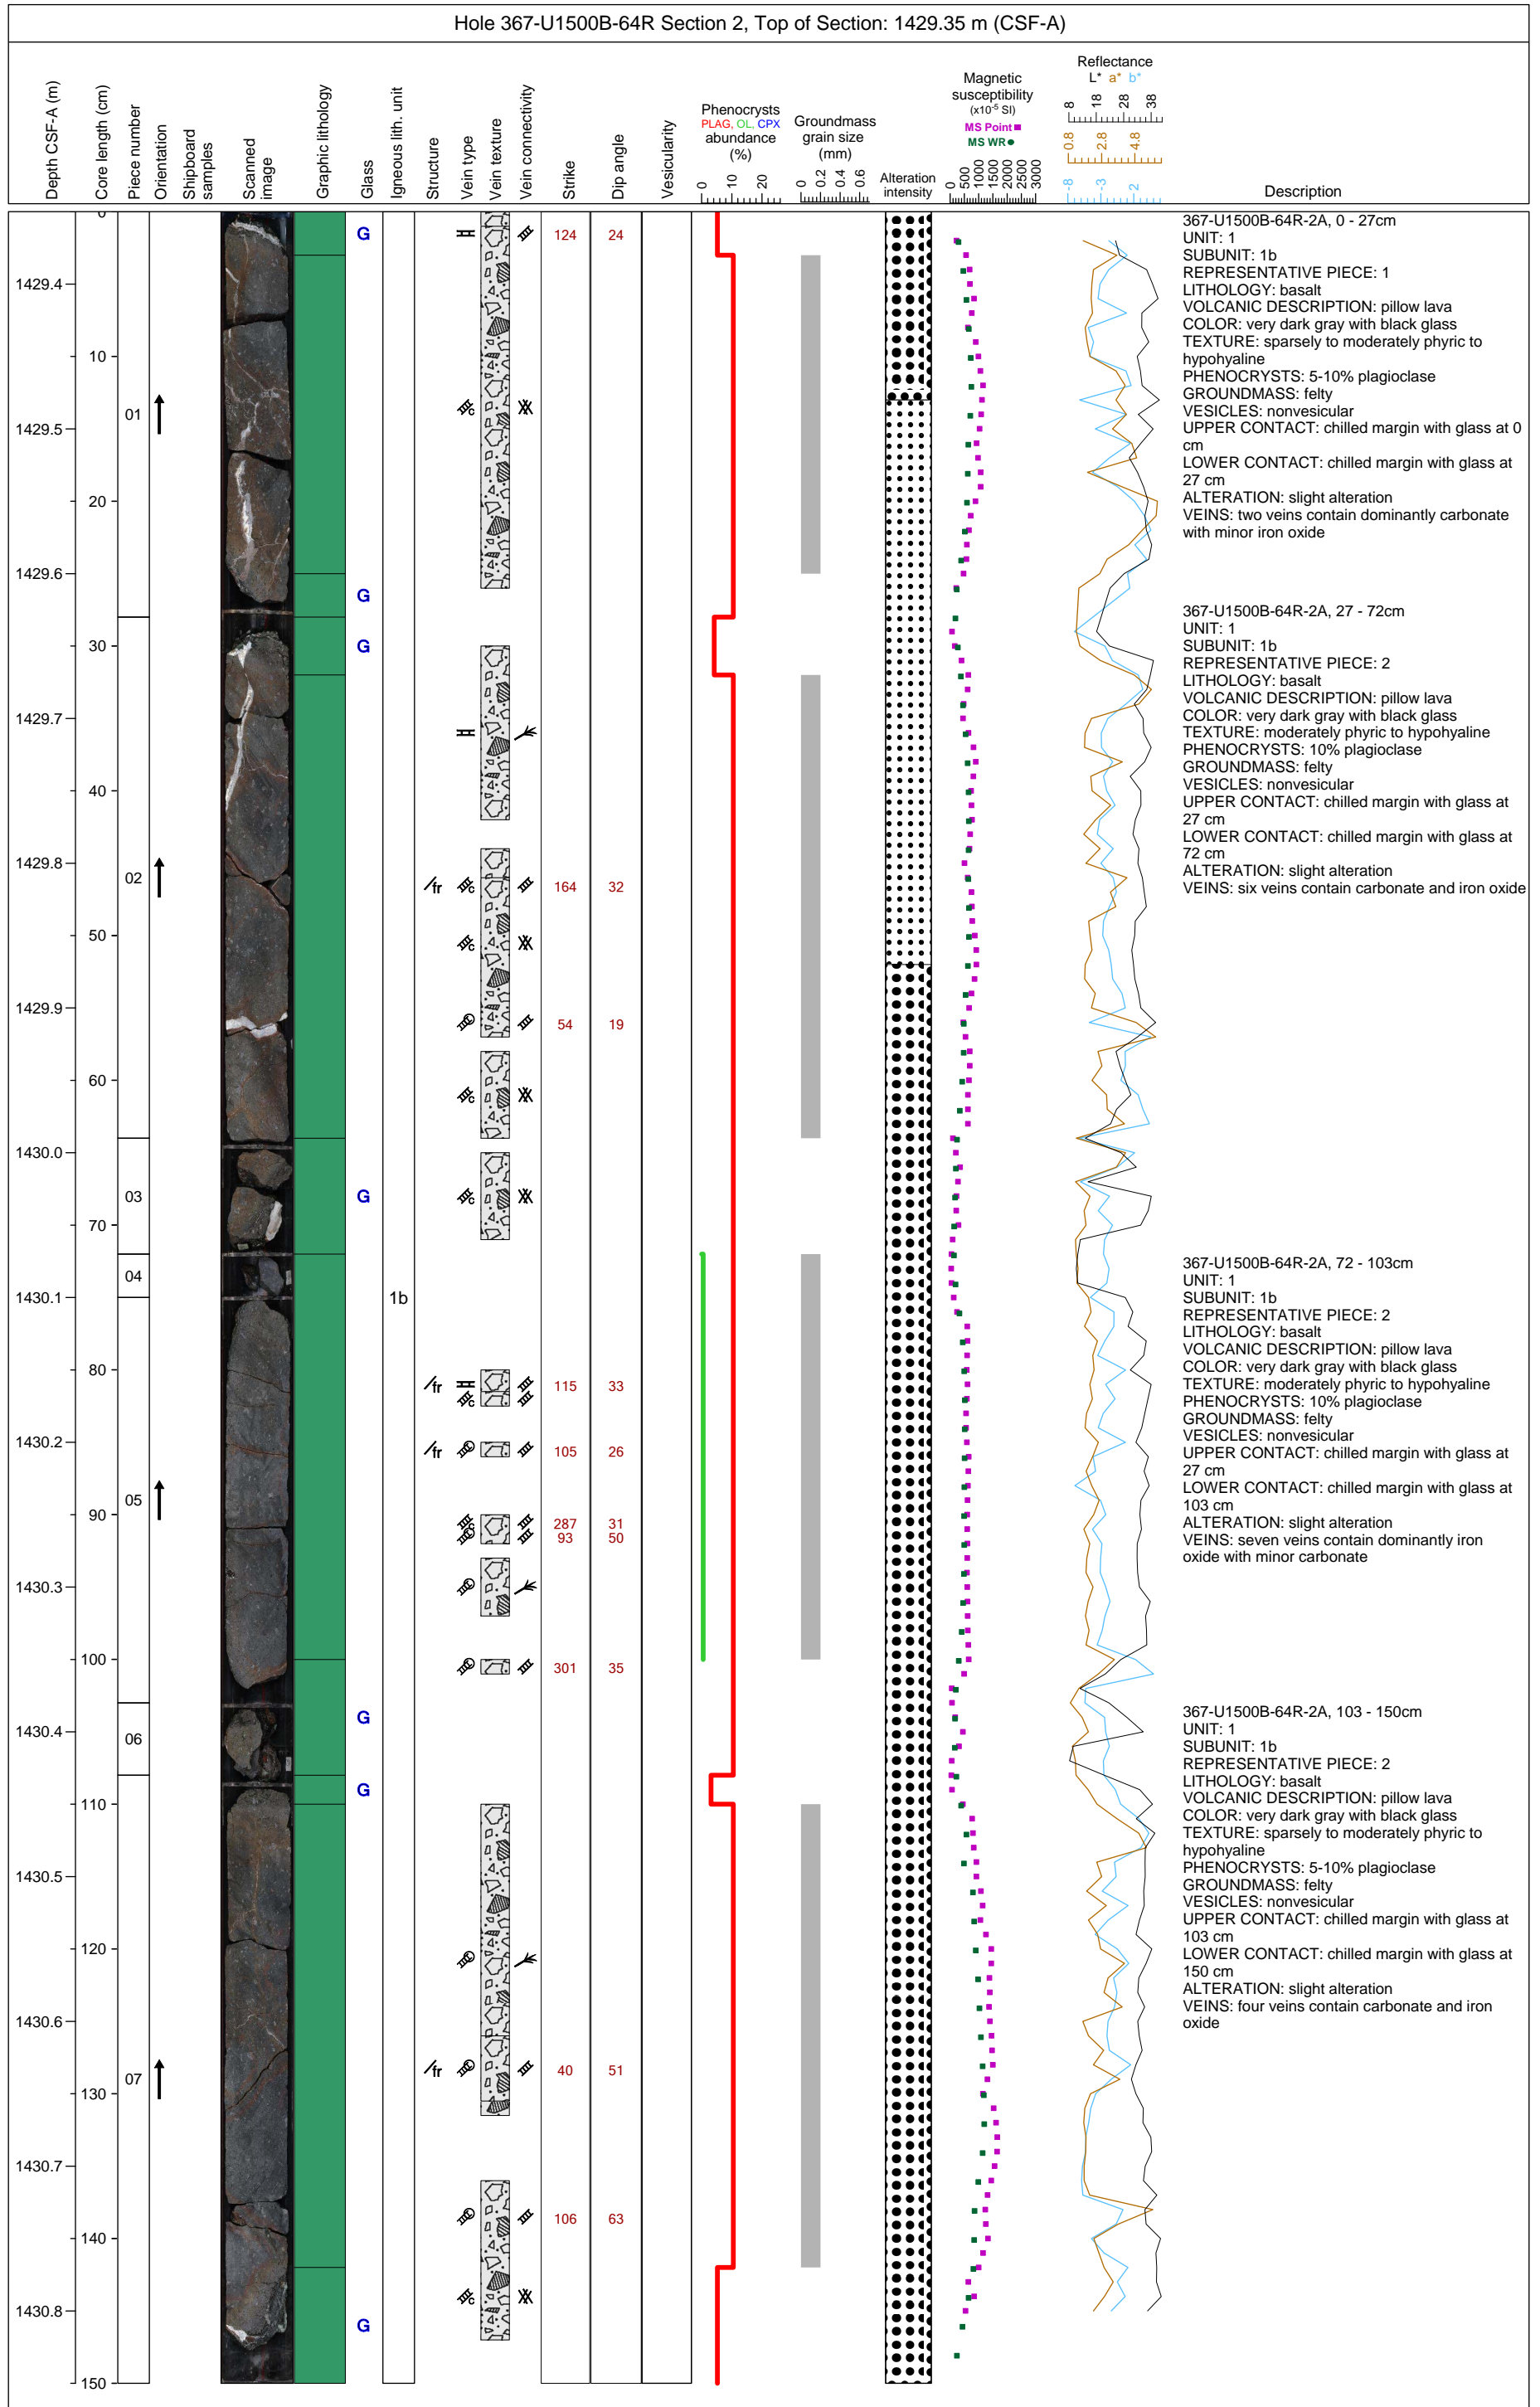 Hole 367-U1500B-64R Section 2, Top of Section: 1429.35 m (CSF-A)
Depth CSF-A (m)
Core length (cm)
Piece number
Orientation
Shipboard samples
Scanned image
Graphic lithology
Glass
Igneous lith. unit
Structure
Vein type
Vein texture
Vein connectivity
Strike
Dip angle
Vesicularity
Phenocrysts
PLAG, OL, CPX
abundance
(%)
0 10 20
Groundmass
grain size
(mm)
0 0.2 0.4 0.6
Alteration
intensity
Magnetic
susceptibility
(x10⁻⁵ SI)
MS Point
MS WR
0 500 1000 1500 2000 2500 3000
Reflectance
L* a* b*
8 18 28 38
0.8 2.8 4.8
-8 -3 2
Description
1429.4
1429.5
1429.6
1429.7
1429.8
1429.9
1430.0
1430.1
1430.2
1430.3
1430.4
1430.5
1430.6
1430.7
1430.8
0
10
20
30
40
50
60
70
80
90
100
110
120
130
140
150
01
02
03
04
05
06
07
G
G
G
G
G
G
G
1b
fr
fr
fr
fr
124 24
164 32
54 19
115 33
105 26
287 31
93 50
301 35
40 51
106 63
367-U1500B-64R-2A, 0 - 27cm
UNIT: 1
SUBUNIT: 1b
REPRESENTATIVE PIECE: 1
LITHOLOGY: basalt
VOLCANIC DESCRIPTION: pillow lava
COLOR: very dark gray with black glass
TEXTURE: sparsely to moderately phyric to
hypohyaline
PHENOCRYSTS: 5-10% plagioclase
GROUNDMASS: felty
VESICLES: nonvesicular
UPPER CONTACT: chilled margin with glass at 0
cm
LOWER CONTACT: chilled margin with glass at
27 cm
ALTERATION: slight alteration
VEINS: two veins contain dominantly carbonate
with minor iron oxide
367-U1500B-64R-2A, 27 - 72cm
UNIT: 1
SUBUNIT: 1b
REPRESENTATIVE PIECE: 2
LITHOLOGY: basalt
VOLCANIC DESCRIPTION: pillow lava
COLOR: very dark gray with black glass
TEXTURE: moderately phyric to hypohyaline
PHENOCRYSTS: 10% plagioclase
GROUNDMASS: felty
VESICLES: nonvesicular
UPPER CONTACT: chilled margin with glass at
27 cm
LOWER CONTACT: chilled margin with glass at
72 cm
ALTERATION: slight alteration
VEINS: six veins contain carbonate and iron oxide
367-U1500B-64R-2A, 72 - 103cm
UNIT: 1
SUBUNIT: 1b
REPRESENTATIVE PIECE: 2
LITHOLOGY: basalt
VOLCANIC DESCRIPTION: pillow lava
COLOR: very dark gray with black glass
TEXTURE: moderately phyric to hypohyaline
PHENOCRYSTS: 10% plagioclase
GROUNDMASS: felty
VESICLES: nonvesicular
UPPER CONTACT: chilled margin with glass at
27 cm
LOWER CONTACT: chilled margin with glass at
103 cm
ALTERATION: slight alteration
VEINS: seven veins contain dominantly iron
oxide with minor carbonate
367-U1500B-64R-2A, 103 - 150cm
UNIT: 1
SUBUNIT: 1b
REPRESENTATIVE PIECE: 2
LITHOLOGY: basalt
VOLCANIC DESCRIPTION: pillow lava
COLOR: very dark gray with black glass
TEXTURE: sparsely to moderately phyric to
hypohyaline
PHENOCRYSTS: 5-10% plagioclase
GROUNDMASS: felty
VESICLES: nonvesicular
UPPER CONTACT: chilled margin with glass at
103 cm
LOWER CONTACT: chilled margin with glass at
150 cm
ALTERATION: slight alteration
VEINS: four veins contain carbonate and iron
oxide